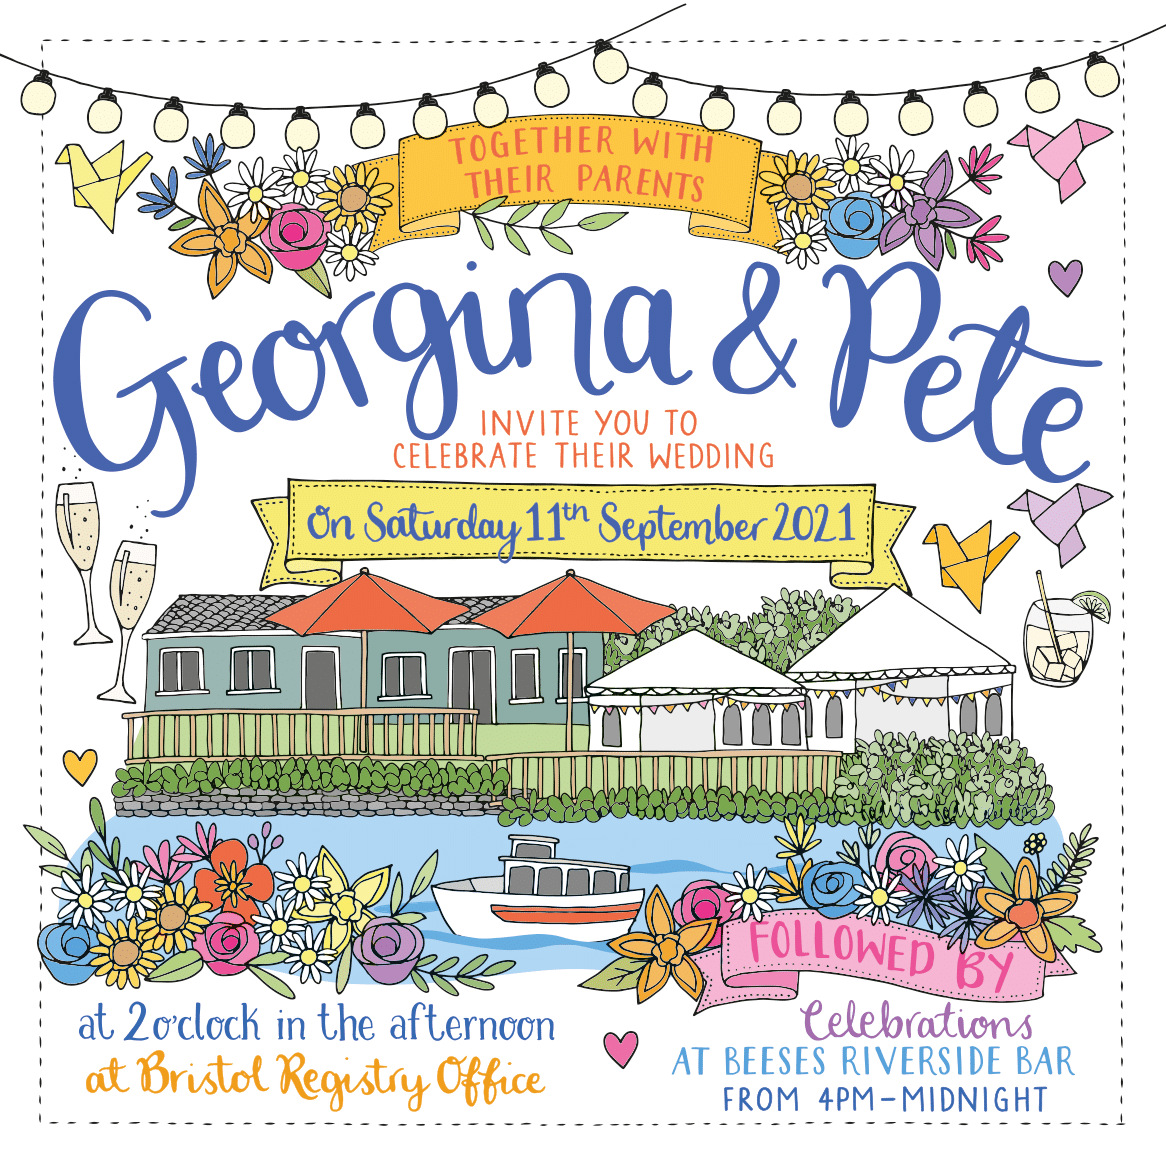 TOGETHER WITH
THEIR PARENTS
Georgina & Pete
INVITE YOU TO
CELEBRATE THEIR WEDDING
on Saturday 11th September 2021
FOLLOWED BY
at 2 o'clock in the afternoon
at Bristol Registry Office
Celebrations
AT BEESES RIVERSIDE BAR
FROM 4PM-MIDNIGHT